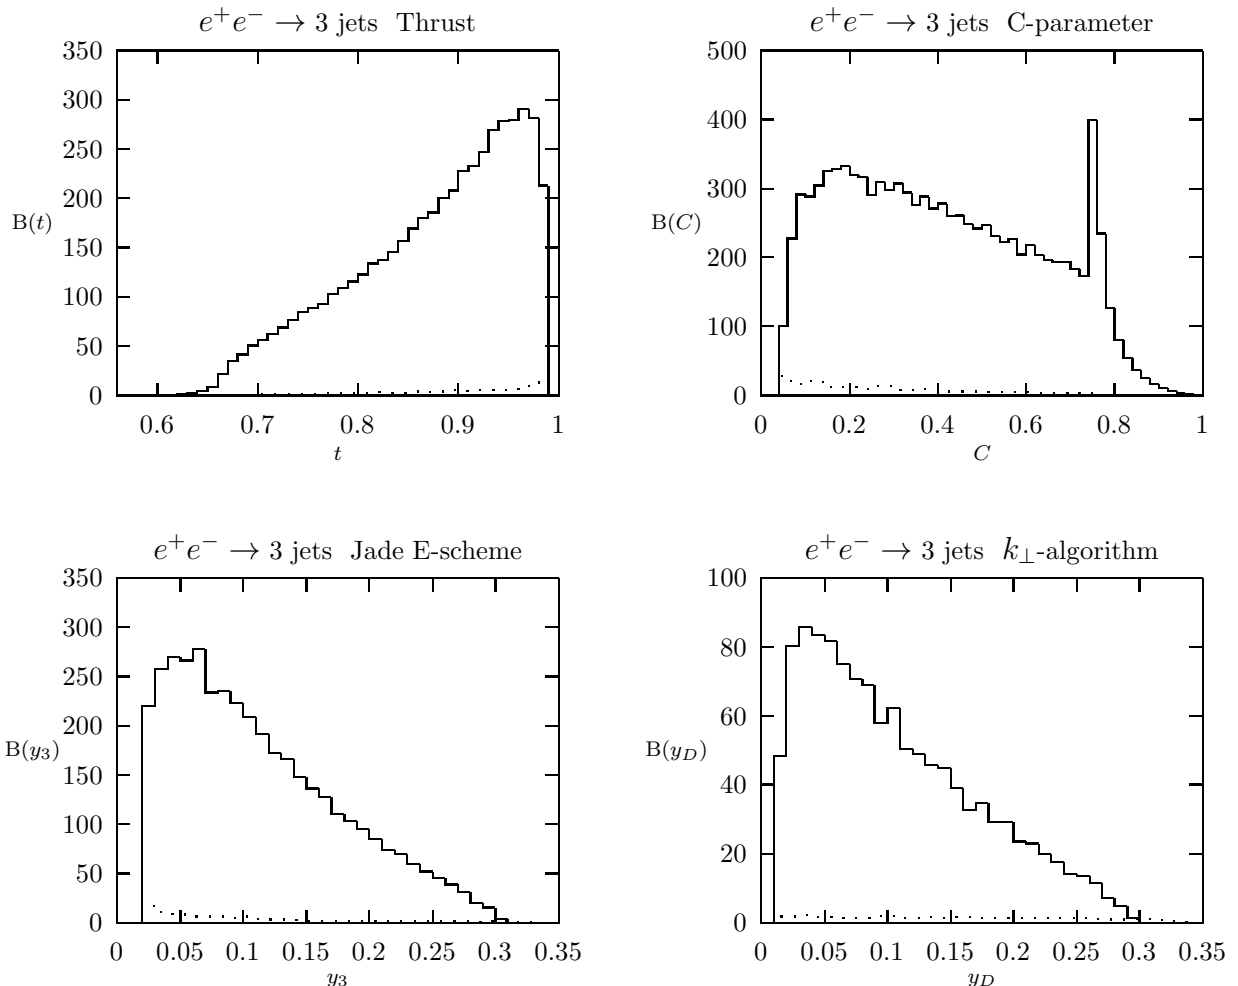 e⁺e⁻ → 3 jets Thrust
350
300
250
200
150
100
50
0
B(t)
0.6 0.7 0.8 0.9 1
t
e⁺e⁻ → 3 jets C-parameter
500
400
300
200
100
0
B(C)
0 0.2 0.4 0.6 0.8 1
C
e⁺e⁻ → 3 jets Jade E-scheme
350
300
250
200
150
100
50
0
B(y₃)
0 0.05 0.1 0.15 0.2 0.25 0.3 0.35
y₃
e⁺e⁻ → 3 jets k⊥-algorithm
100
80
60
40
20
0
B(y_D)
0 0.05 0.1 0.15 0.2 0.25 0.3 0.35
y_D